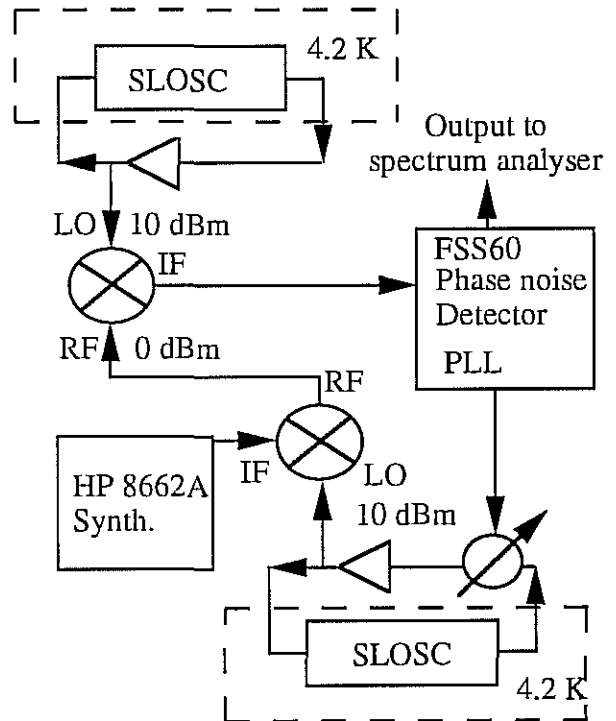 4.2 K
SLOSC
Output to
spectrum analyser
LO 10 dBm
IF
FSS60
Phase noise
Detector
PLL
RF 0 dBm
RF
HP 8662A
Synth.
IF
LO
10 dBm
SLOSC
4.2 K